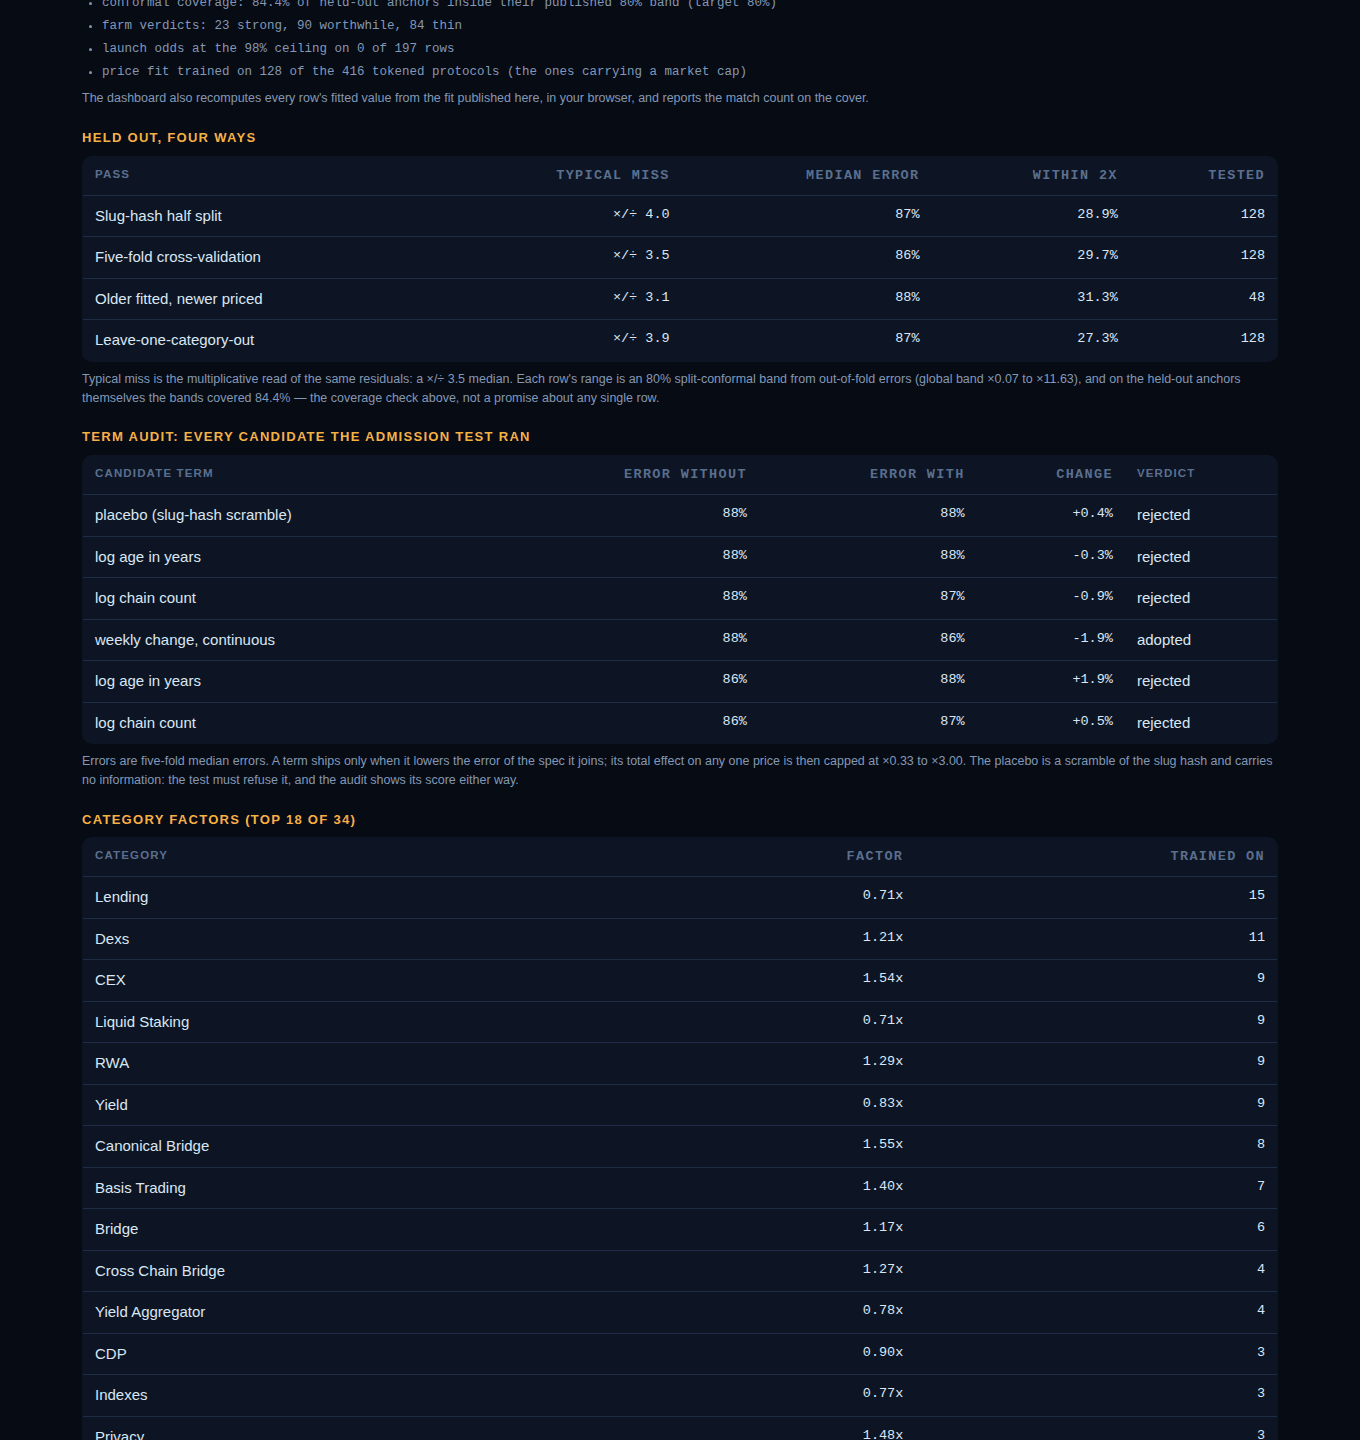 conformal coverage: 84.4% of held-out anchors inside their published 80% band (target 80%)
farm verdicts: 23 strong, 90 worthwhile, 84 thin
launch odds at the 98% ceiling on 0 of 197 rows
price fit trained on 128 of the 416 tokened protocols (the ones carrying a market cap)
The dashboard also recomputes every row's fitted value from the fit published here, in your browser, and reports the match count on the cover.
HELD OUT, FOUR WAYS
PASS TYPICAL MISS MEDIAN ERROR WITHIN 2X TESTED
Slug-hash half split ×/÷ 4.0 87% 28.9% 128
Five-fold cross-validation ×/÷ 3.5 86% 29.7% 128
Older fitted, newer priced ×/÷ 3.1 88% 31.3% 48
Leave-one-category-out ×/÷ 3.9 87% 27.3% 128
Typical miss is the multiplicative read of the same residuals: a ×/÷ 3.5 median. Each row's range is an 80% split-conformal band from out-of-fold errors (global band ×0.07 to ×11.63), and on the held-out anchors
themselves the bands covered 84.4% — the coverage check above, not a promise about any single row.
TERM AUDIT: EVERY CANDIDATE THE ADMISSION TEST RAN
CANDIDATE TERM ERROR WITHOUT ERROR WITH CHANGE VERDICT
placebo (slug-hash scramble) 88% 88% +0.4% rejected
log age in years 88% 88% -0.3% rejected
log chain count 88% 87% -0.9% rejected
weekly change, continuous 88% 86% -1.9% adopted
log age in years 86% 88% +1.9% rejected
log chain count 86% 87% +0.5% rejected
Errors are five-fold median errors. A term ships only when it lowers the error of the spec it joins; its total effect on any one price is then capped at ×0.33 to ×3.00. The placebo is a scramble of the slug hash and carries
no information: the test must refuse it, and the audit shows its score either way.
CATEGORY FACTORS (TOP 18 OF 34)
CATEGORY FACTOR TRAINED ON
Lending 0.71x 15
Dexs 1.21x 11
CEX 1.54x 9
Liquid Staking 0.71x 9
RWA 1.29x 9
Yield 0.83x 9
Canonical Bridge 1.55x 8
Basis Trading 1.40x 7
Bridge 1.17x 6
Cross Chain Bridge 1.27x 4
Yield Aggregator 0.78x 4
CDP 0.90x 3
Indexes 0.77x 3
Privacy 1.48x 3